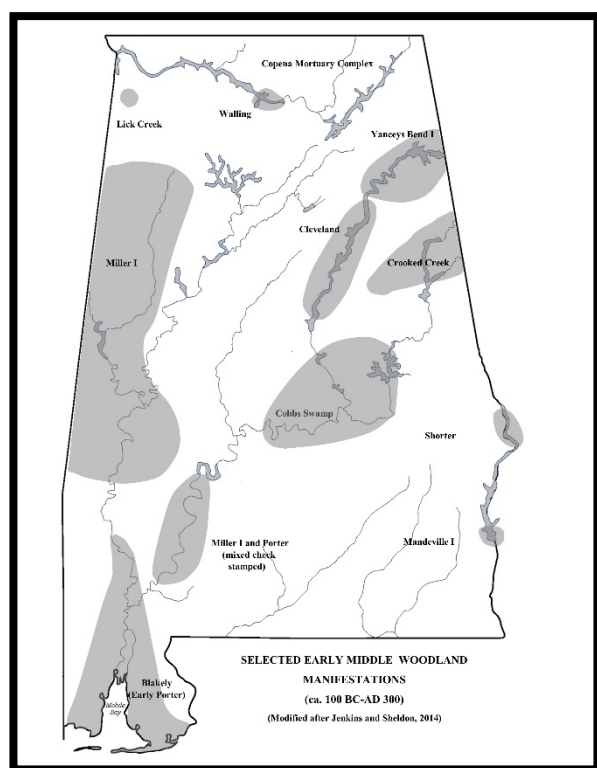 Copena Mortuary Complex
Lick Creek
Walling
Yanceys Bend I
Cleveland
Crooked Creek
Miller I
Cobbs Swamp
Shorter
Miller I and Porter
(mixed check
stamped)
Mandeville I
Blakely
(Early Porter)
Mobile
Bay
SELECTED EARLY MIDDLE WOODLAND
MANIFESTATIONS
(ca. 100 BC-AD 300)
(Modified after Jenkins and Sheldon, 2014)